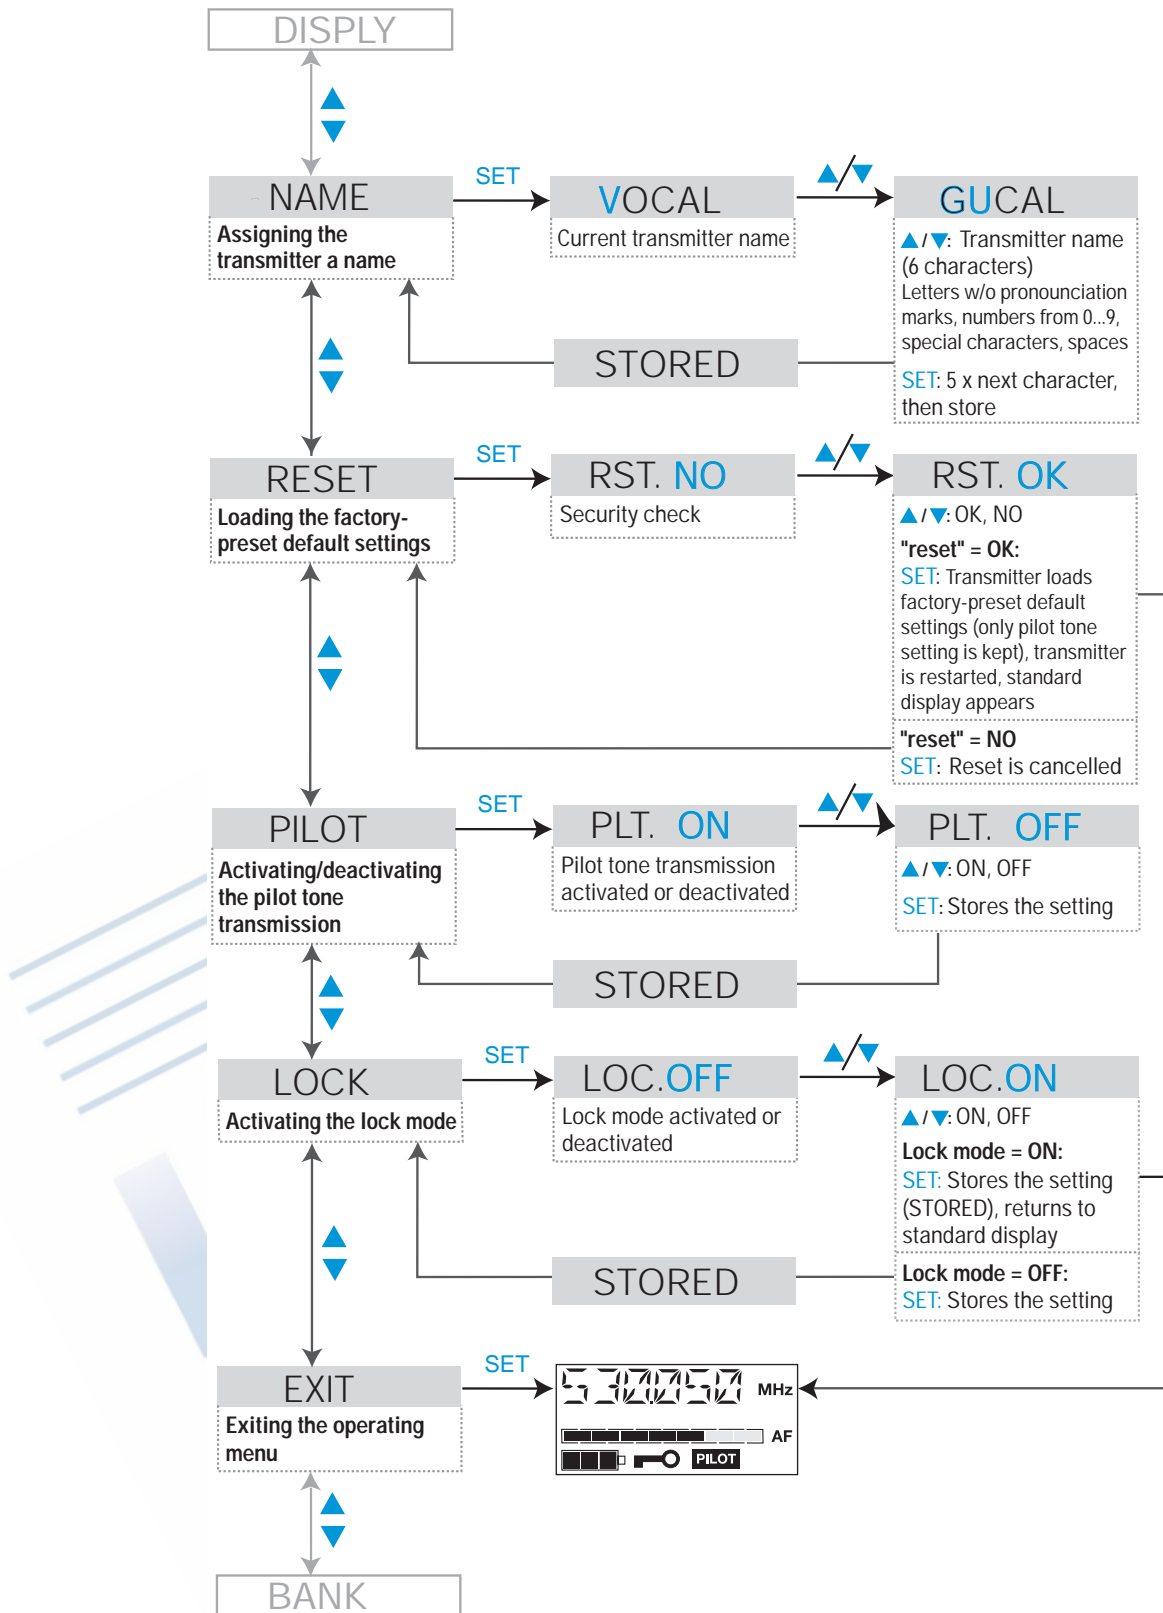 DISPLY
NAME
Assigning the
transmitter a name
SET
VOCAL
Current transmitter name
▲/▼
GUCAL
▲/▼: Transmitter name
(6 characters)
Letters w/o pronounciation
marks, numbers from 0...9,
special characters, spaces
SET: 5 x next character,
then store
STORED
RESET
Loading the factory-
preset default settings
SET
RST. NO
Security check
▲/▼
RST. OK
▲/▼: OK, NO
"reset" = OK:
SET: Transmitter loads
factory-preset default
settings (only pilot tone
setting is kept), transmitter
is restarted, standard
display appears
"reset" = NO
SET: Reset is cancelled
PILOT
Activating/deactivating
the pilot tone
transmission
SET
PLT. ON
Pilot tone transmission
activated or deactivated
▲/▼
PLT. OFF
▲/▼: ON, OFF
SET: Stores the setting
STORED
LOCK
Activating the lock mode
SET
LOC.OFF
Lock mode activated or
deactivated
▲/▼
LOC.ON
▲/▼: ON, OFF
Lock mode = ON:
SET: Stores the setting
(STORED), returns to
standard display
Lock mode = OFF:
SET: Stores the setting
STORED
EXIT
Exiting the operating
menu
SET
530.050 MHz
AF
PILOT
BANK